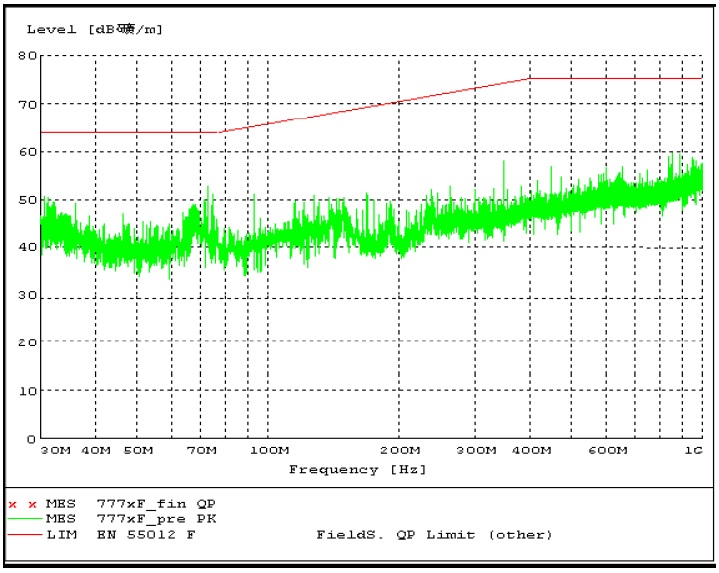 Level [dB礦/m]
80
70
60
50
40
30
20
10
0
30M 40M 50M 70M 100M 200M 300M 400M 600M 1G
Frequency [Hz]
x x MES 777xF_fin QP
MES 777xF_pre PK
LIM EN 55012 F FieldS. QP Limit (other)